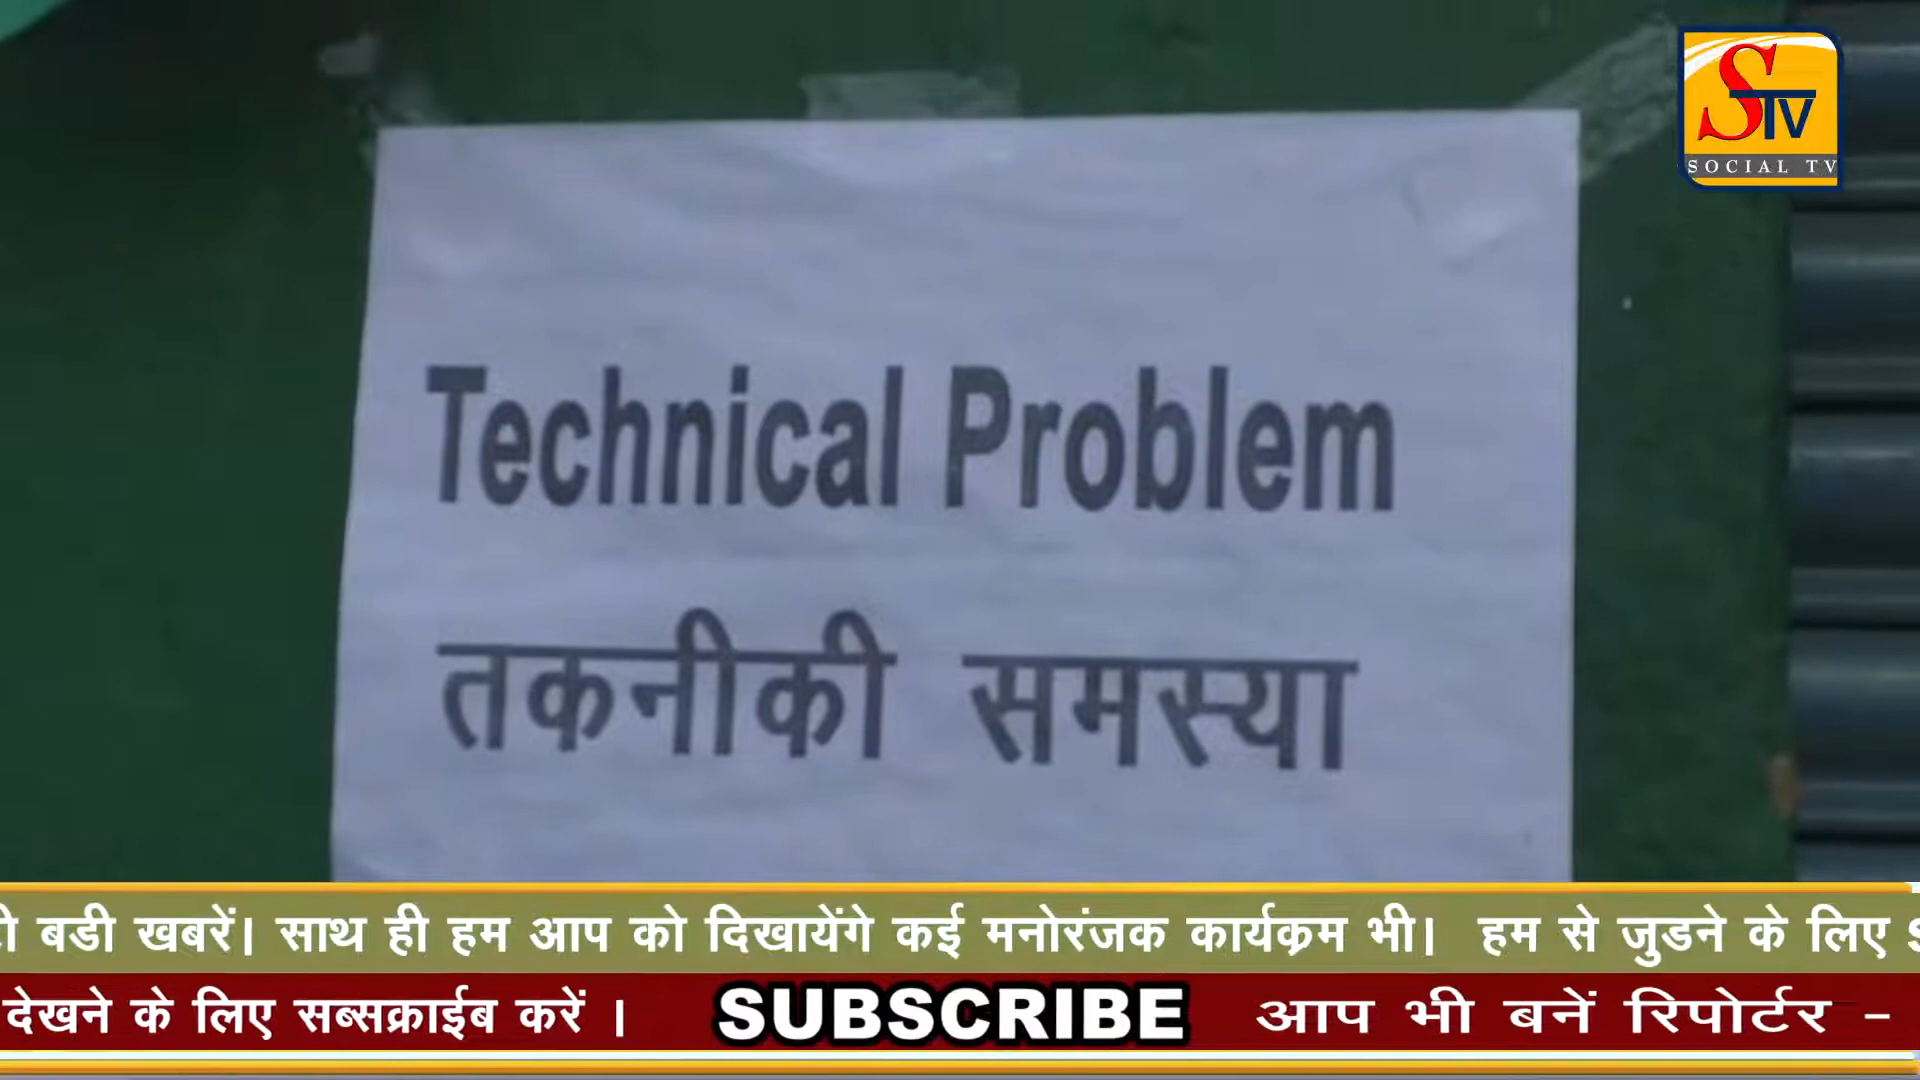 STV
SOCIAL TV
Technical Problem
तकनीकी समस्या
बडी खबरें। साथ ही हम आप को दिखायेंगे कई मनोरंजक कार्यक्रम भी। हम से जुडने के लिए
देखने के लिए सब्सक्राईब करें । SUBSCRIBE आप भी बनें रिपोर्टर -